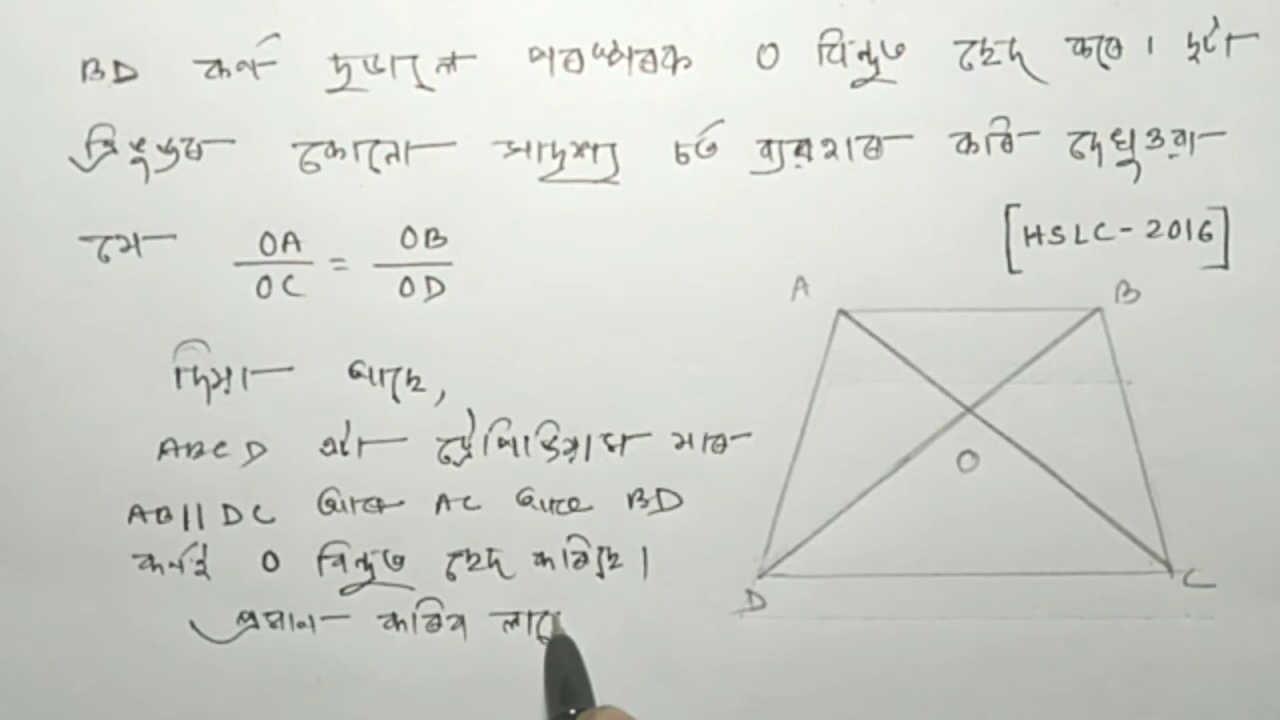 BD কৰ্ণ দুডালে পৰস্পৰক O বিন্দুত ছেদ কৰে। দুটা
ত্ৰিভুজৰ সাদৃশ্য ধৰ্ম ব্যৱহাৰ কৰি দেখুওৱা
যে OA/OC = OB/OD
[HSLC-2016]
A B
দিয়া আছে,
ABCD এটা ট্ৰেপিজিয়াম যাৰ
O
AB||DC আৰু AC আৰু BD
কৰ্ণই O বিন্দুত ছেদ কৰিছে।
D C
প্ৰমাণ কৰিব লাগে